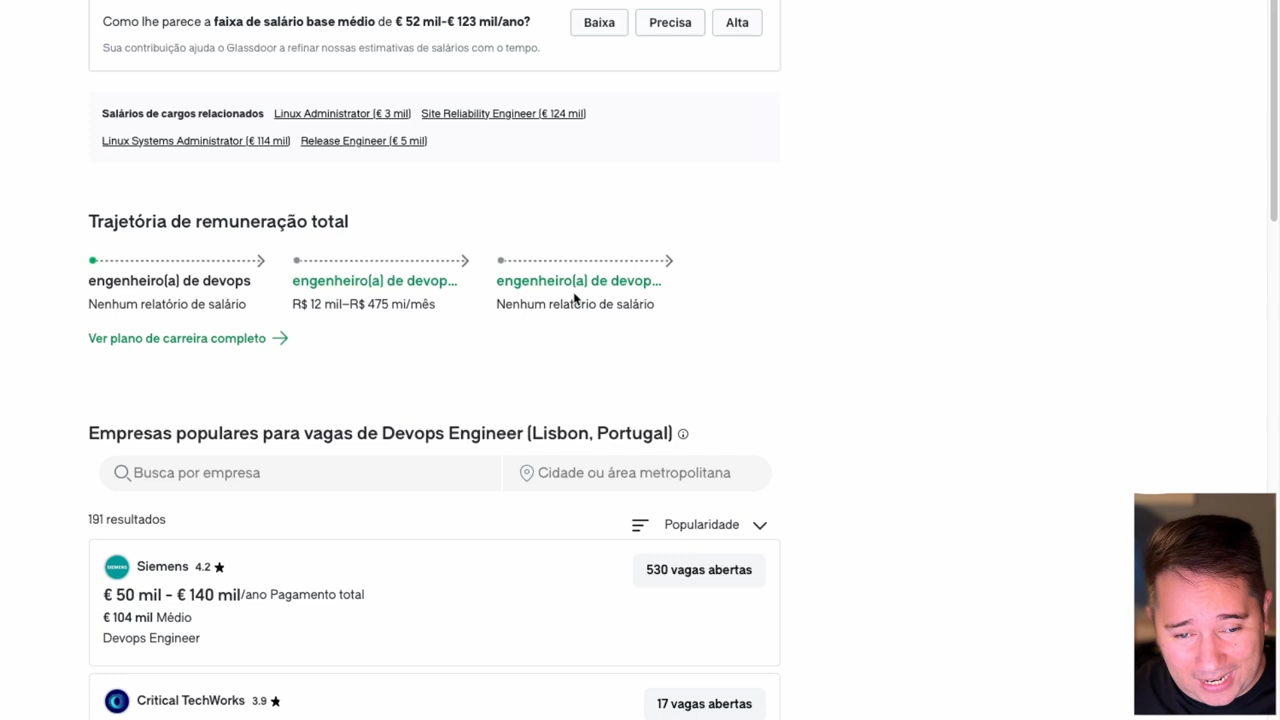 Como lhe parece a faixa de salário base médio de € 52 mil-€ 123 mil/ano?
Baixa
Precisa
Alta
Sua contribuição ajuda o Glassdoor a refinar nossas estimativas de salários com o tempo.
Salários de cargos relacionados Linux Administrator (€ 3 mil) Site Reliability Engineer (€ 124 mil)
Linux Systems Administrator (€ 114 mil) Release Engineer (€ 5 mil)
Trajetória de remuneração total
engenheiro(a) de devops
Nenhum relatório de salário
engenheiro(a) de devop...
R$ 12 mil–R$ 475 mi/mês
engenheiro(a) de devop...
Nenhum relatório de salário
Ver plano de carreira completo
Empresas populares para vagas de Devops Engineer (Lisbon, Portugal)
Busca por empresa
Cidade ou área metropolitana
191 resultados
Popularidade
SIEMENS
Siemens 4.2 ★
530 vagas abertas
€ 50 mil - € 140 mil/ano Pagamento total
€ 104 mil Médio
Devops Engineer
Critical TechWorks 3.9 ★
17 vagas abertas